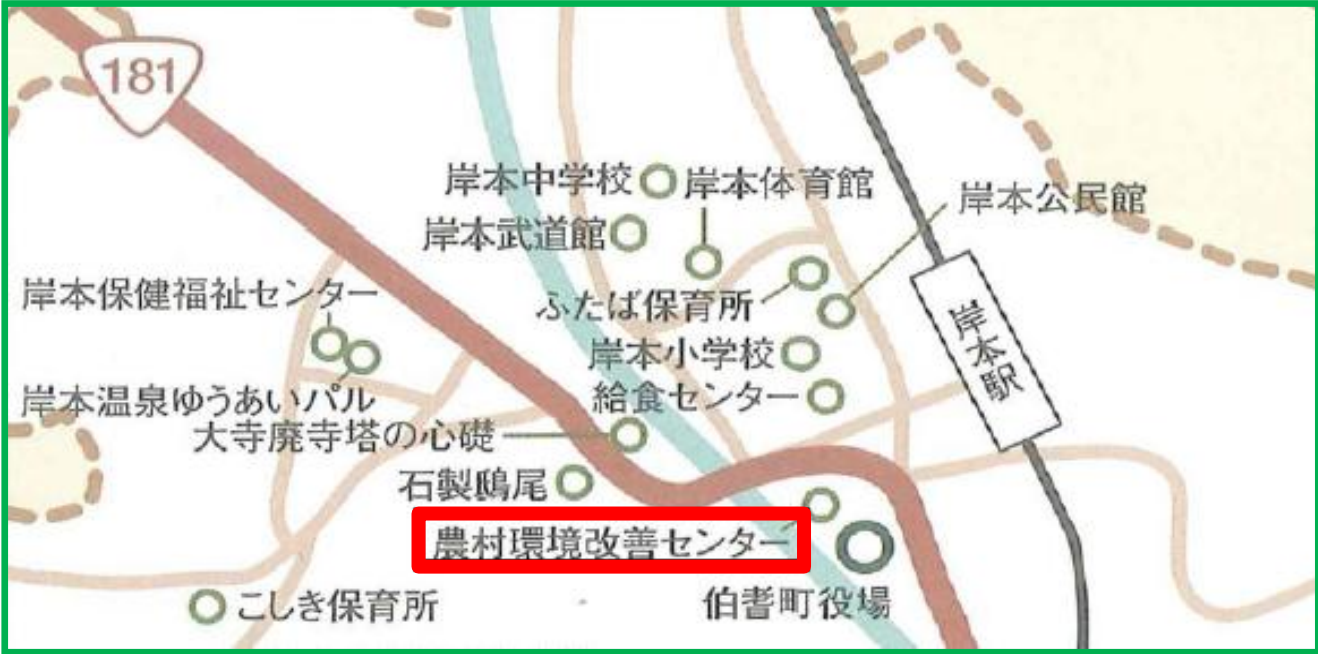 181
岸本中学校
岸本体育館
岸本公民館
岸本武道館
岸本保健福祉センター
ふたば保育所
岸本駅
岸本小学校
給食センター
岸本温泉ゆうあいパル
大寺廃寺塔の心礎
石製鴟尾
農村環境改善センター
伯耆町役場
こしき保育所